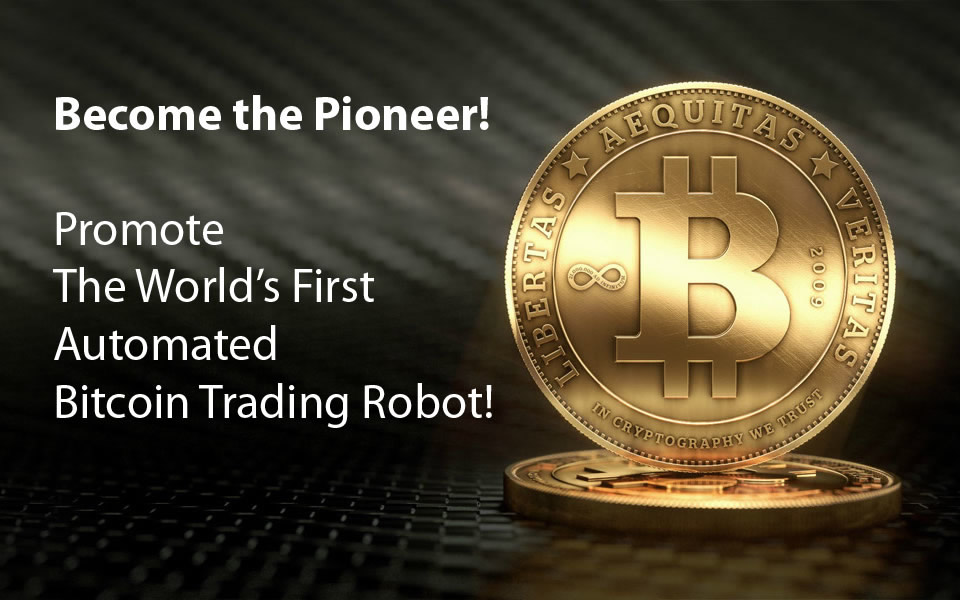 Become the Pioneer!
Promote
The World’s First
Automated
Bitcoin Trading Robot!
LIBERTAS ★ AEQUITAS ★ VERITAS
2009
IN CRYPTOGRAPHY WE TRUST